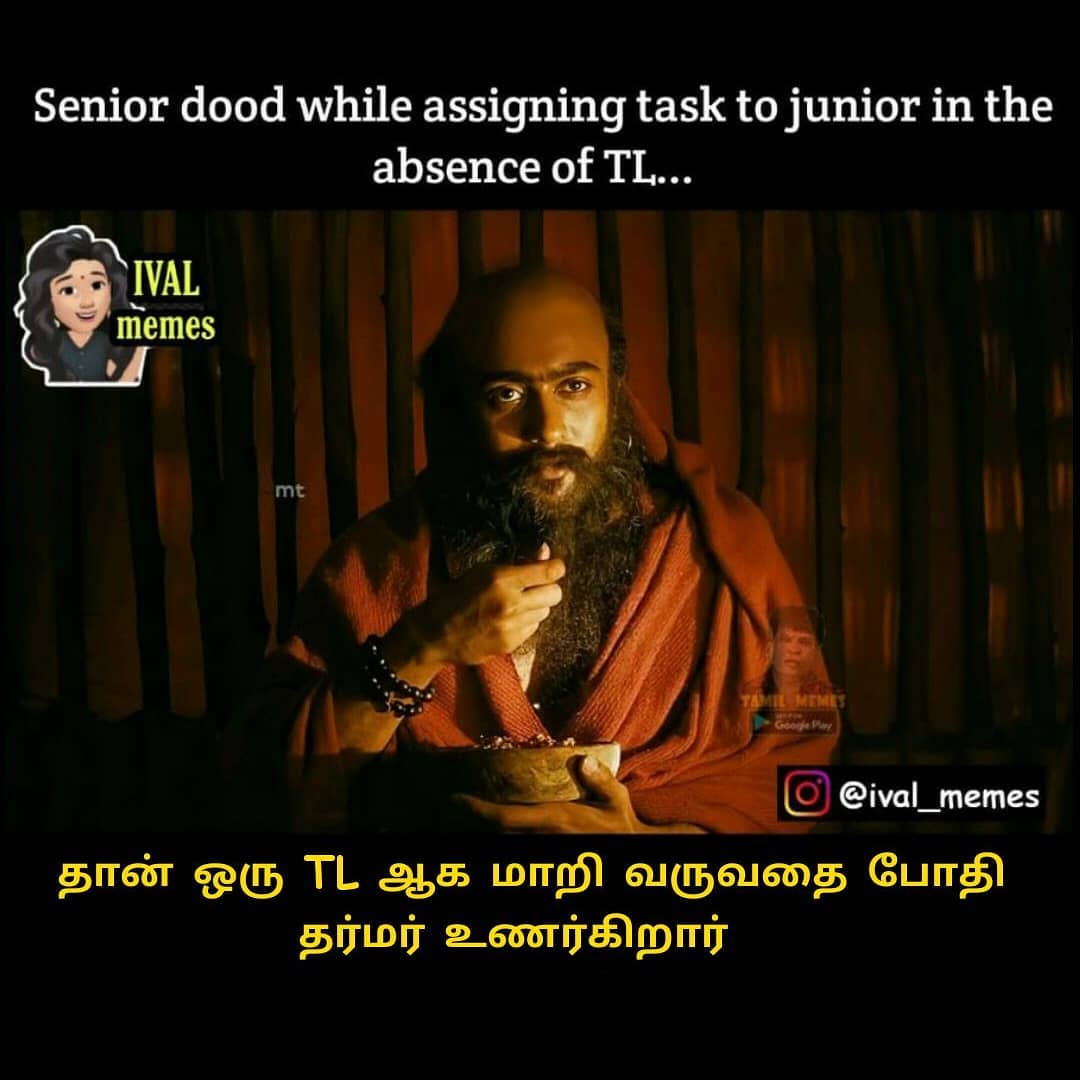 Senior dood while assigning task to junior in the
absence of TL...
IVAL
memes
mt
TAMIL MEMES
Google Play
@ival_memes
தான் ஒரு TL ஆக மாறி வருவதை போதி
தர்மர் உணர்கிறார்